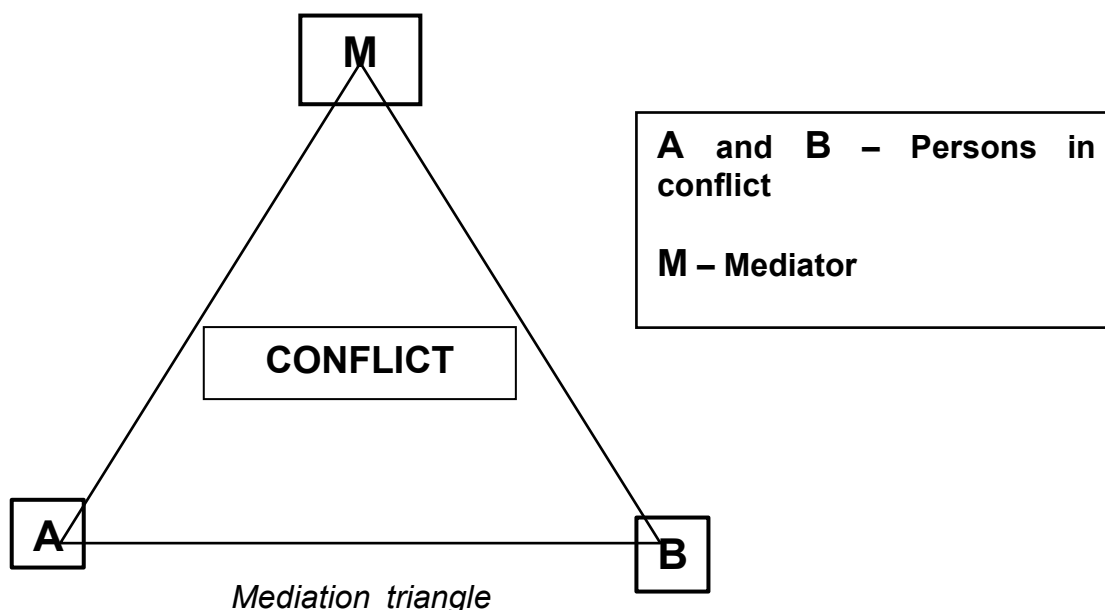 M
A and B – Persons in
conflict
M – Mediator
CONFLICT
A
B
Mediation triangle